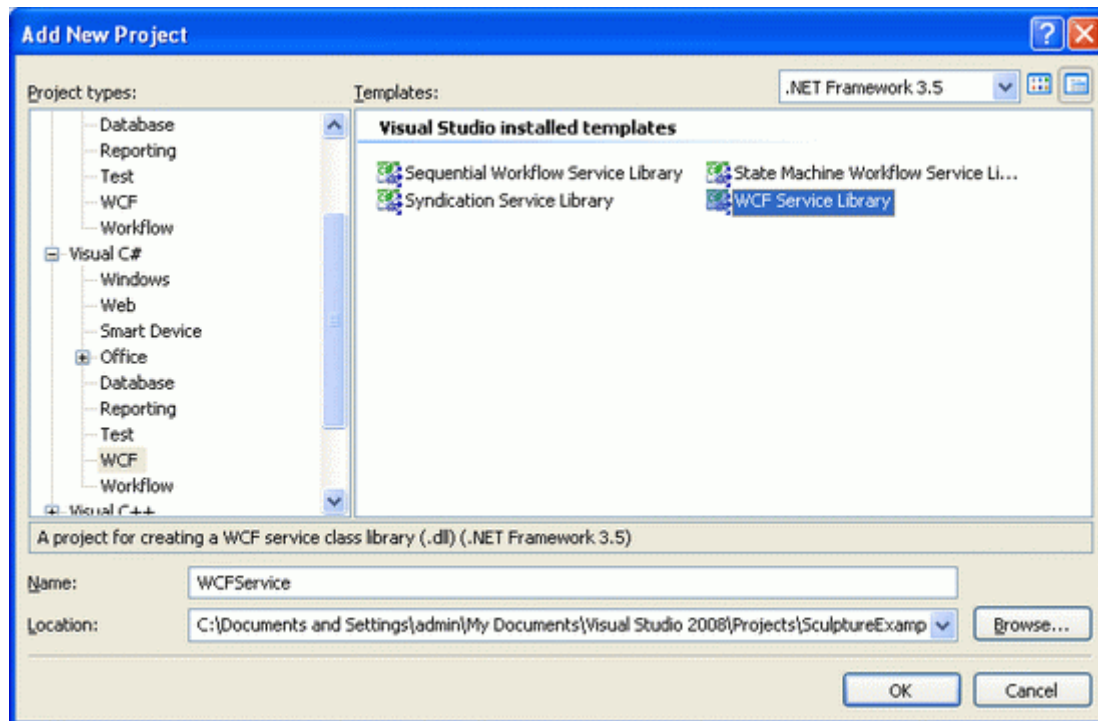 Add New Project
Project types:
Templates:
.NET Framework 3.5
Database
Reporting
Test
WCF
Workflow
Visual C#
Windows
Web
Smart Device
Office
Database
Reporting
Test
WCF
Workflow
Visual C++
Visual Studio installed templates
Sequential Workflow Service Library
State Machine Workflow Service Li...
Syndication Service Library
WCF Service Library
A project for creating a WCF service class library (.dll) (.NET Framework 3.5)
Name:
WCFService
Location:
C:\Documents and Settings\admin\My Documents\Visual Studio 2008\Projects\SculptureExamp
Browse...
OK
Cancel